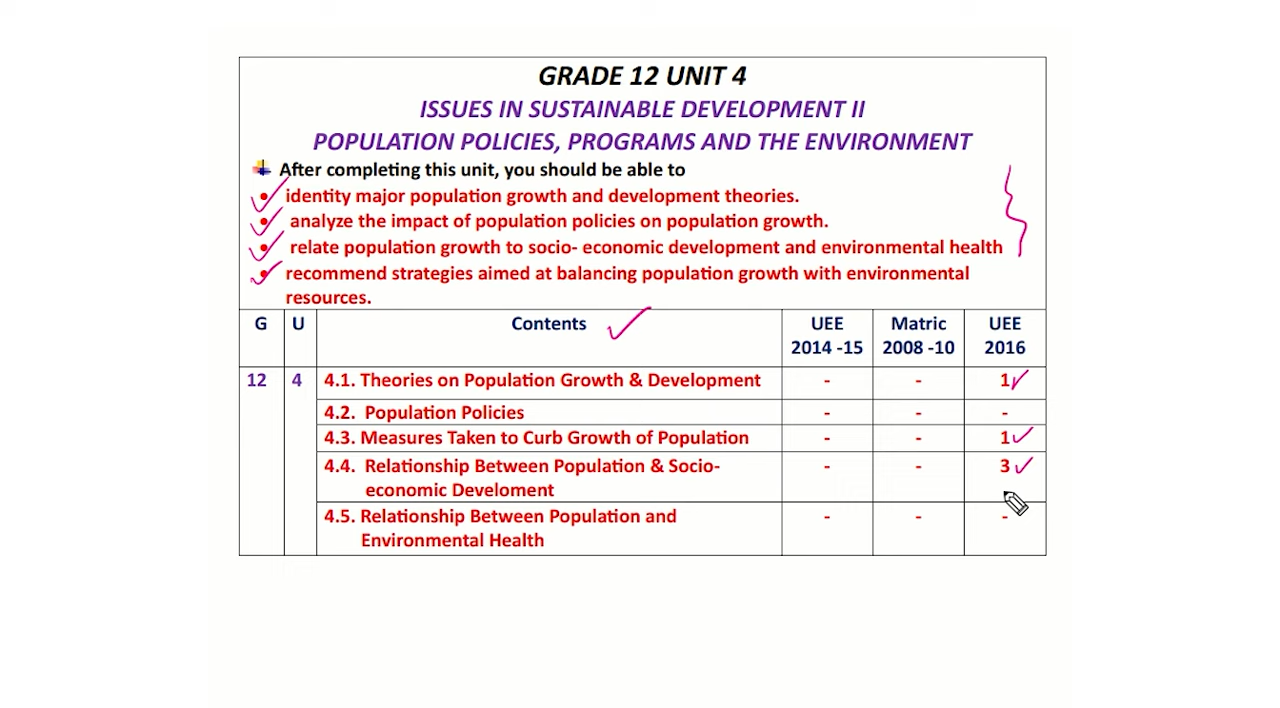 GRADE 12 UNIT 4
ISSUES IN SUSTAINABLE DEVELOPMENT II
POPULATION POLICIES, PROGRAMS AND THE ENVIRONMENT
After completing this unit, you should be able to
• identity major population growth and development theories.
• analyze the impact of population policies on population growth.
• relate population growth to socio- economic development and environmental health
• recommend strategies aimed at balancing population growth with environmental
resources.
G U Contents UEE Matric UEE
2014 -15 2008 -10 2016
12 4 4.1. Theories on Population Growth & Development - - 1
4.2. Population Policies - - -
4.3. Measures Taken to Curb Growth of Population - - 1
4.4. Relationship Between Population & Socio- - - 3
economic Develoment
4.5. Relationship Between Population and - - -
Environmental Health